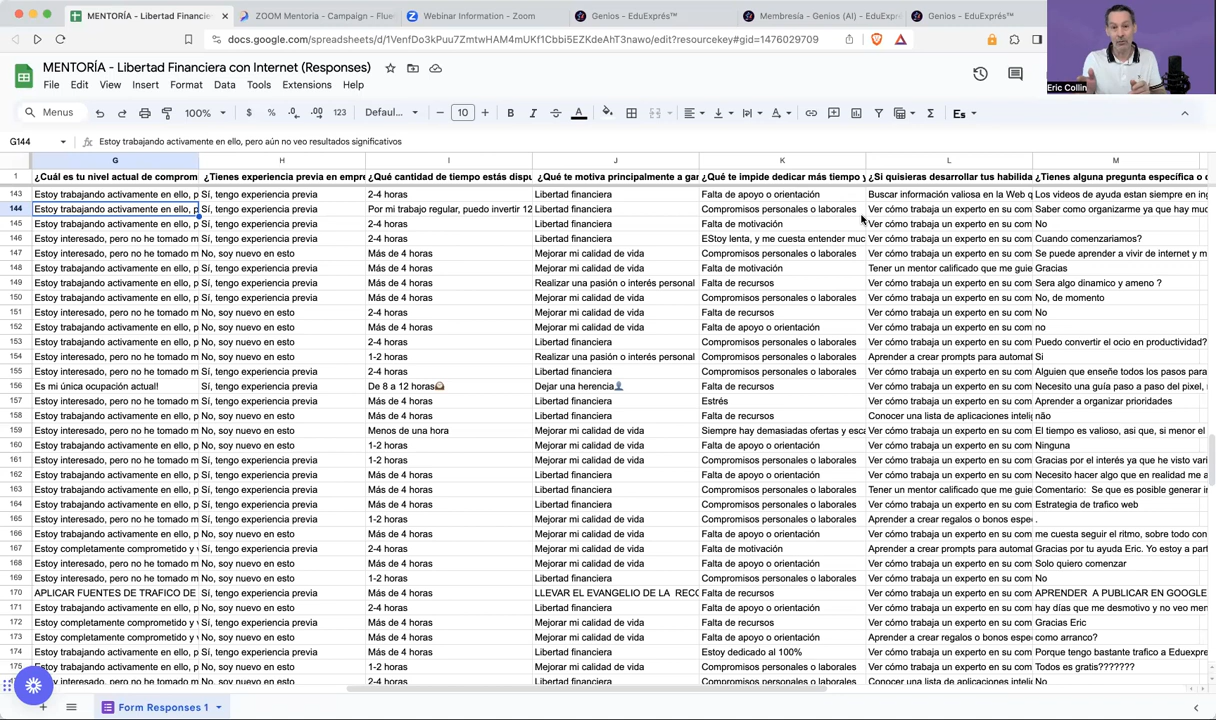 MENTORÍA - Libertad Financier
ZOOM Mentoria - Campaign - Flue
Webinar Information - Zoom
Genios - EduExprés™
Membresía - Genios (AI) - EduExpr
Genios - EduExprés™
docs.google.com/spreadsheets/d/1VenfDo3kPuu7ZmtwHAM4mUKf1Cbbi5EZKdeAhT3nawo/edit?resourcekey#gid=1476029709
MENTORÍA - Libertad Financiera con Internet (Responses)
File Edit View Insert Format Data Tools Extensions Help
Eric Collin
Menus 100% $ % .0 .00 123 Defaul... 10 B I A Σ Es
G144 fx Estoy trabajando activamente en ello, pero aún no veo resultados significativos
G H I J K L M
1 ¿Cuál es tu nivel actual de comprom ¿Tienes experiencia previa en empre ¿Qué cantidad de tiempo estás dispu ¿Qué te motiva principalmente a gan ¿Qué te impide dedicar más tiempo y ¿Si quisieras desarrollar tus habilida ¿Tienes alguna pregunta específica o c
143 Estoy trabajando activamente en ello, p Sí, tengo experiencia previa 2-4 horas Libertad financiera Falta de apoyo o orientación Buscar información valiosa en la Web q Los videos de ayuda estan siempre en ing
144 Estoy trabajando activamente en ello, p Sí, tengo experiencia previa Por mi trabajo regular, puedo invertir 12 Libertad financiera Compromisos personales o laborales Ver cómo trabaja un experto en su com Saber como organizarme ya que hay muc
145 Estoy trabajando activamente en ello, p Sí, tengo experiencia previa 2-4 horas Libertad financiera Falta de motivación Ver cómo trabaja un experto en su com No
146 Estoy interesado, pero no he tomado m Sí, tengo experiencia previa 2-4 horas Libertad financiera EStoy lenta, y me cuesta entender muc Ver cómo trabaja un experto en su com Cuando comenzariamos?
147 Estoy interesado, pero no he tomado m No, soy nuevo en esto Más de 4 horas Mejorar mi calidad de vida Compromisos personales o laborales Ver cómo trabaja un experto en su com Se puede aprender a vivir de internet y m
148 Estoy trabajando activamente en ello, p Sí, tengo experiencia previa Más de 4 horas Mejorar mi calidad de vida Falta de motivación Tener un mentor calificado que me guie Gracias
149 Estoy trabajando activamente en ello, p Sí, tengo experiencia previa Más de 4 horas Realizar una pasión o interés personal Falta de recursos Ver cómo trabaja un experto en su com Sera algo dinamico y ameno ?
150 Estoy trabajando activamente en ello, p Sí, tengo experiencia previa Más de 4 horas Mejorar mi calidad de vida Compromisos personales o laborales Ver cómo trabaja un experto en su com No, de momento
151 Estoy interesado, pero no he tomado m No, soy nuevo en esto 2-4 horas Mejorar mi calidad de vida Falta de recursos Ver cómo trabaja un experto en su com No
152 Estoy trabajando activamente en ello, p No, soy nuevo en esto Más de 4 horas Mejorar mi calidad de vida Falta de apoyo o orientación Ver cómo trabaja un experto en su com no
153 Estoy trabajando activamente en ello, p No, soy nuevo en esto 2-4 horas Libertad financiera Compromisos personales o laborales Ver cómo trabaja un experto en su com Puedo convertir el ocio en productividad?
154 Estoy interesado, pero no he tomado m No, soy nuevo en esto 1-2 horas Realizar una pasión o interés personal Compromisos personales o laborales Aprender a crear prompts para automat Si
155 Estoy interesado, pero no he tomado m Sí, tengo experiencia previa 2-4 horas Libertad financiera Compromisos personales o laborales Ver cómo trabaja un experto en su com Alguien que enseñe todos los pasos para
156 Es mi única ocupación actual! Sí, tengo experiencia previa De 8 a 12 horas🕰️ Dejar una herencia👤 Falta de recursos Ver cómo trabaja un experto en su com Necesito una guía paso a paso del pixel,
157 Estoy interesado, pero no he tomado m Sí, tengo experiencia previa Más de 4 horas Libertad financiera Estrés Ver cómo trabaja un experto en su com Aprender a organizar prioridades
158 Estoy interesado, pero no he tomado m No, soy nuevo en esto Más de 4 horas Libertad financiera Falta de recursos Conocer una lista de aplicaciones intelig não
159 Estoy interesado, pero no he tomado m No, soy nuevo en esto Menos de una hora Mejorar mi calidad de vida Siempre hay demasiadas ofertas y esca Ver cómo trabaja un experto en su com El tiempo es valioso, asi que, si menor el
160 Estoy trabajando activamente en ello, p No, soy nuevo en esto 1-2 horas Mejorar mi calidad de vida Falta de apoyo o orientación Ver cómo trabaja un experto en su com Ninguna
161 Estoy interesado, pero no he tomado m Sí, tengo experiencia previa 1-2 horas Mejorar mi calidad de vida Compromisos personales o laborales Ver cómo trabaja un experto en su com Gracias por el interés ya que he visto vari
162 Estoy trabajando activamente en ello, p Sí, tengo experiencia previa Más de 4 horas Libertad financiera Falta de apoyo o orientación Ver cómo trabaja un experto en su com Necesito hacer algo que en realidad me a
163 Estoy trabajando activamente en ello, p Sí, tengo experiencia previa Más de 4 horas Libertad financiera Compromisos personales o laborales Tener un mentor calificado que me guie Comentario: Se que es posible generar i
164 Estoy trabajando activamente en ello, p Sí, tengo experiencia previa Más de 4 horas Libertad financiera Compromisos personales o laborales Ver cómo trabaja un experto en su com Estrategia de trafico web
165 Estoy interesado, pero no he tomado m Sí, tengo experiencia previa 1-2 horas Mejorar mi calidad de vida Compromisos personales o laborales Aprender a crear regalos o bonos espec .
166 Estoy trabajando activamente en ello, p No, soy nuevo en esto Más de 4 horas Mejorar mi calidad de vida Falta de apoyo o orientación Ver cómo trabaja un experto en su com me cuesta seguir el ritmo, sobre todo con
167 Estoy completamente comprometido y Sí, tengo experiencia previa 2-4 horas Libertad financiera Falta de motivación Aprender a crear prompts para automat Gracias por tu ayuda Eric. Yo estoy a part
168 Estoy interesado, pero no he tomado m No, soy nuevo en esto Más de 4 horas Mejorar mi calidad de vida Falta de recursos Ver cómo trabaja un experto en su com Solo quiero comenzar
169 Estoy interesado, pero no he tomado m No, soy nuevo en esto 1-2 horas Libertad financiera Compromisos personales o laborales Ver cómo trabaja un experto en su com No
170 APLICAR FUENTES DE TRAFICO DE Sí, tengo experiencia previa Más de 4 horas LLEVAR EL EVANGELIO DE LA RECO Falta de recursos Ver cómo trabaja un experto en su com APRENDER A PUBLICAR EN GOOGLE
171 Estoy trabajando activamente en ello, p No, soy nuevo en esto 2-4 horas Libertad financiera Falta de apoyo o orientación Ver cómo trabaja un experto en su com hay días que me desmotivo y no veo men
172 Estoy completamente comprometido y Sí, tengo experiencia previa Más de 4 horas Libertad financiera Falta de recursos Ver cómo trabaja un experto en su com Gracias Eric
173 Estoy completamente comprometido y No, soy nuevo en esto Más de 4 horas Libertad financiera Falta de apoyo o orientación Aprender a crear regalos o bonos espec como arranco?
174 Estoy trabajando activamente en ello, p Sí, tengo experiencia previa Más de 4 horas Libertad financiera Estoy dedicado al 100% Ver cómo trabaja un experto en su com Porque tengo bastante trafico a Eduexpre
175 Estoy trabajando activamente en ello, p No, soy nuevo en esto 1-2 horas Mejorar mi calidad de vida Compromisos personales o laborales Ver cómo trabaja un experto en su com Todos es gratis???????
Estoy interesado, pero no he tomado m No, soy nuevo en esto 2-4 horas Libertad financiera Compromisos personales o laborales Conocer una lista de aplicaciones intelig No
Form Responses 1